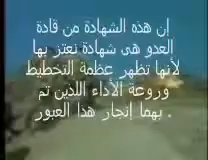 إن هذه الشهادة من قادة
العدو هى شهادة نعتز بها
لأنها تظهر عظمة التخطيط
وروعة الأداء اللذين تم
بهما إنجاز هذا العبور .